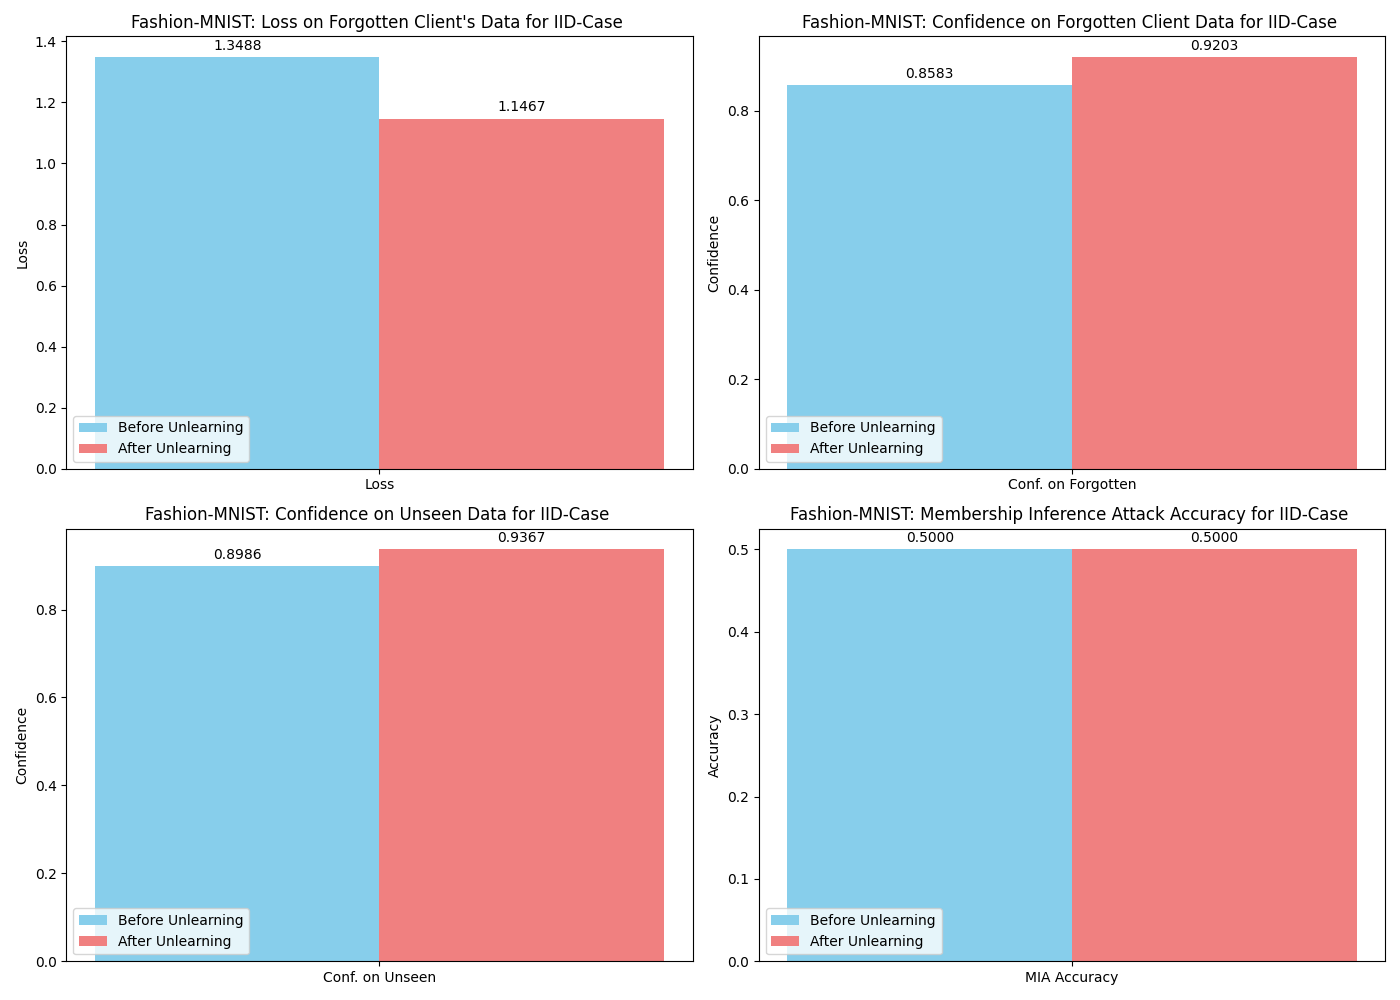 Fashion-MNIST: Loss on Forgotten Client's Data for IID-Case
1.3488
1.1467
1.4
1.2
1.0
0.8
0.6
0.4
0.2
0.0
Loss
Before Unlearning
After Unlearning
Loss
Fashion-MNIST: Confidence on Forgotten Client Data for IID-Case
0.8583
0.9203
0.8
0.6
0.4
0.2
0.0
Confidence
Before Unlearning
After Unlearning
Conf. on Forgotten
Fashion-MNIST: Confidence on Unseen Data for IID-Case
0.8986
0.9367
0.8
0.6
0.4
0.2
0.0
Confidence
Before Unlearning
After Unlearning
Conf. on Unseen
Fashion-MNIST: Membership Inference Attack Accuracy for IID-Case
0.5000
0.5000
0.5
0.4
0.3
0.2
0.1
0.0
Accuracy
Before Unlearning
After Unlearning
MIA Accuracy